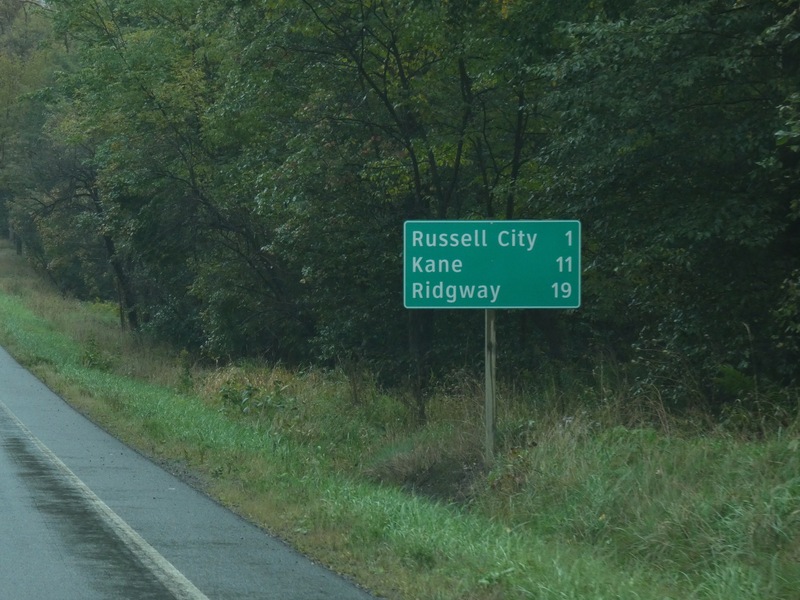 Russell City 1
Kane 11
Ridgway 19